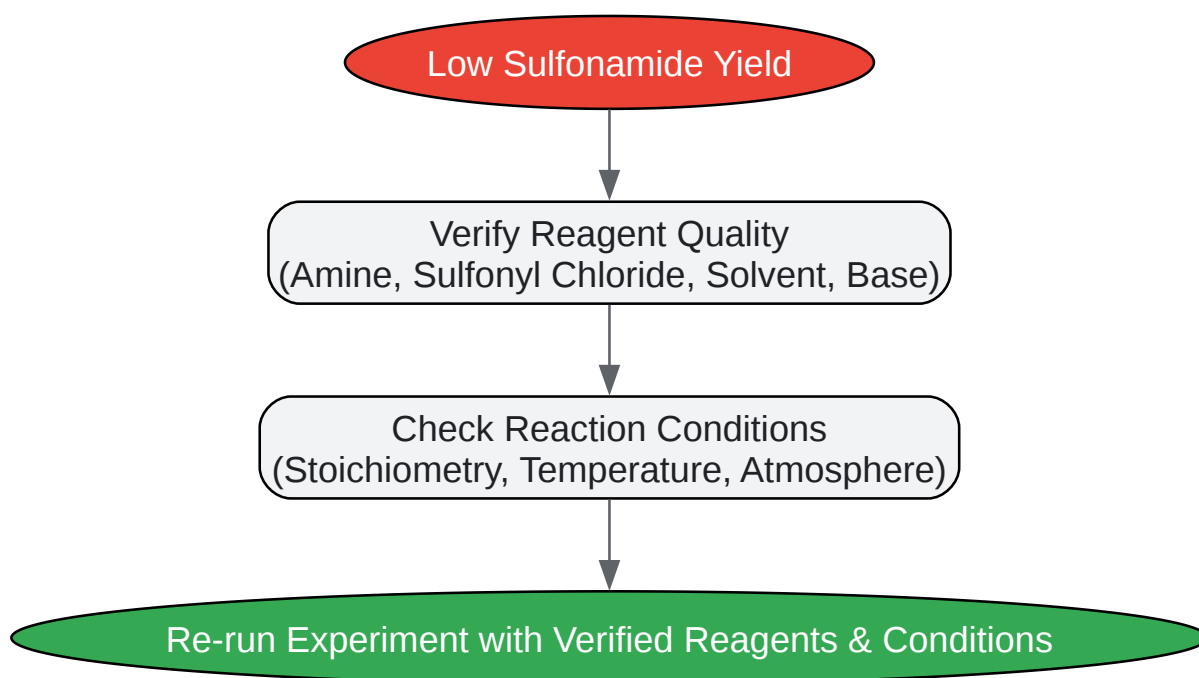 Low Sulfonamide Yield
Verify Reagent Quality
(Amine, Sulfonyl Chloride, Solvent, Base)
Check Reaction Conditions
(Stoichiometry, Temperature, Atmosphere)
Re-run Experiment with Verified Reagents & Conditions